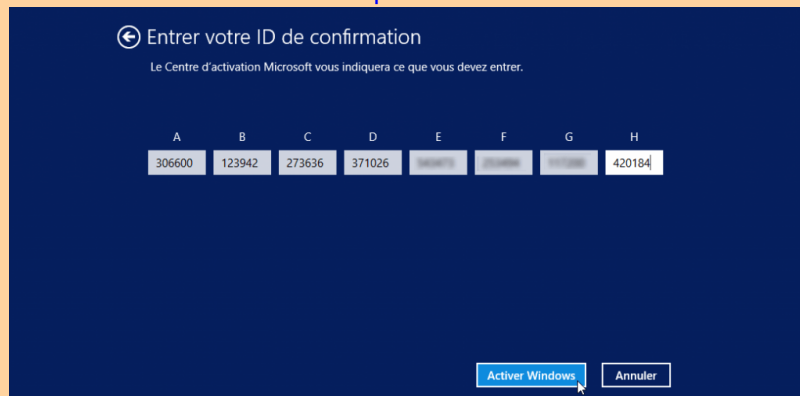 Entrer votre ID de confirmation
Le Centre d'activation Microsoft vous indiquera ce que vous devez entrer.
A B C D E F G H
306600 123942 273636 371026 420184
Activer Windows Annuler